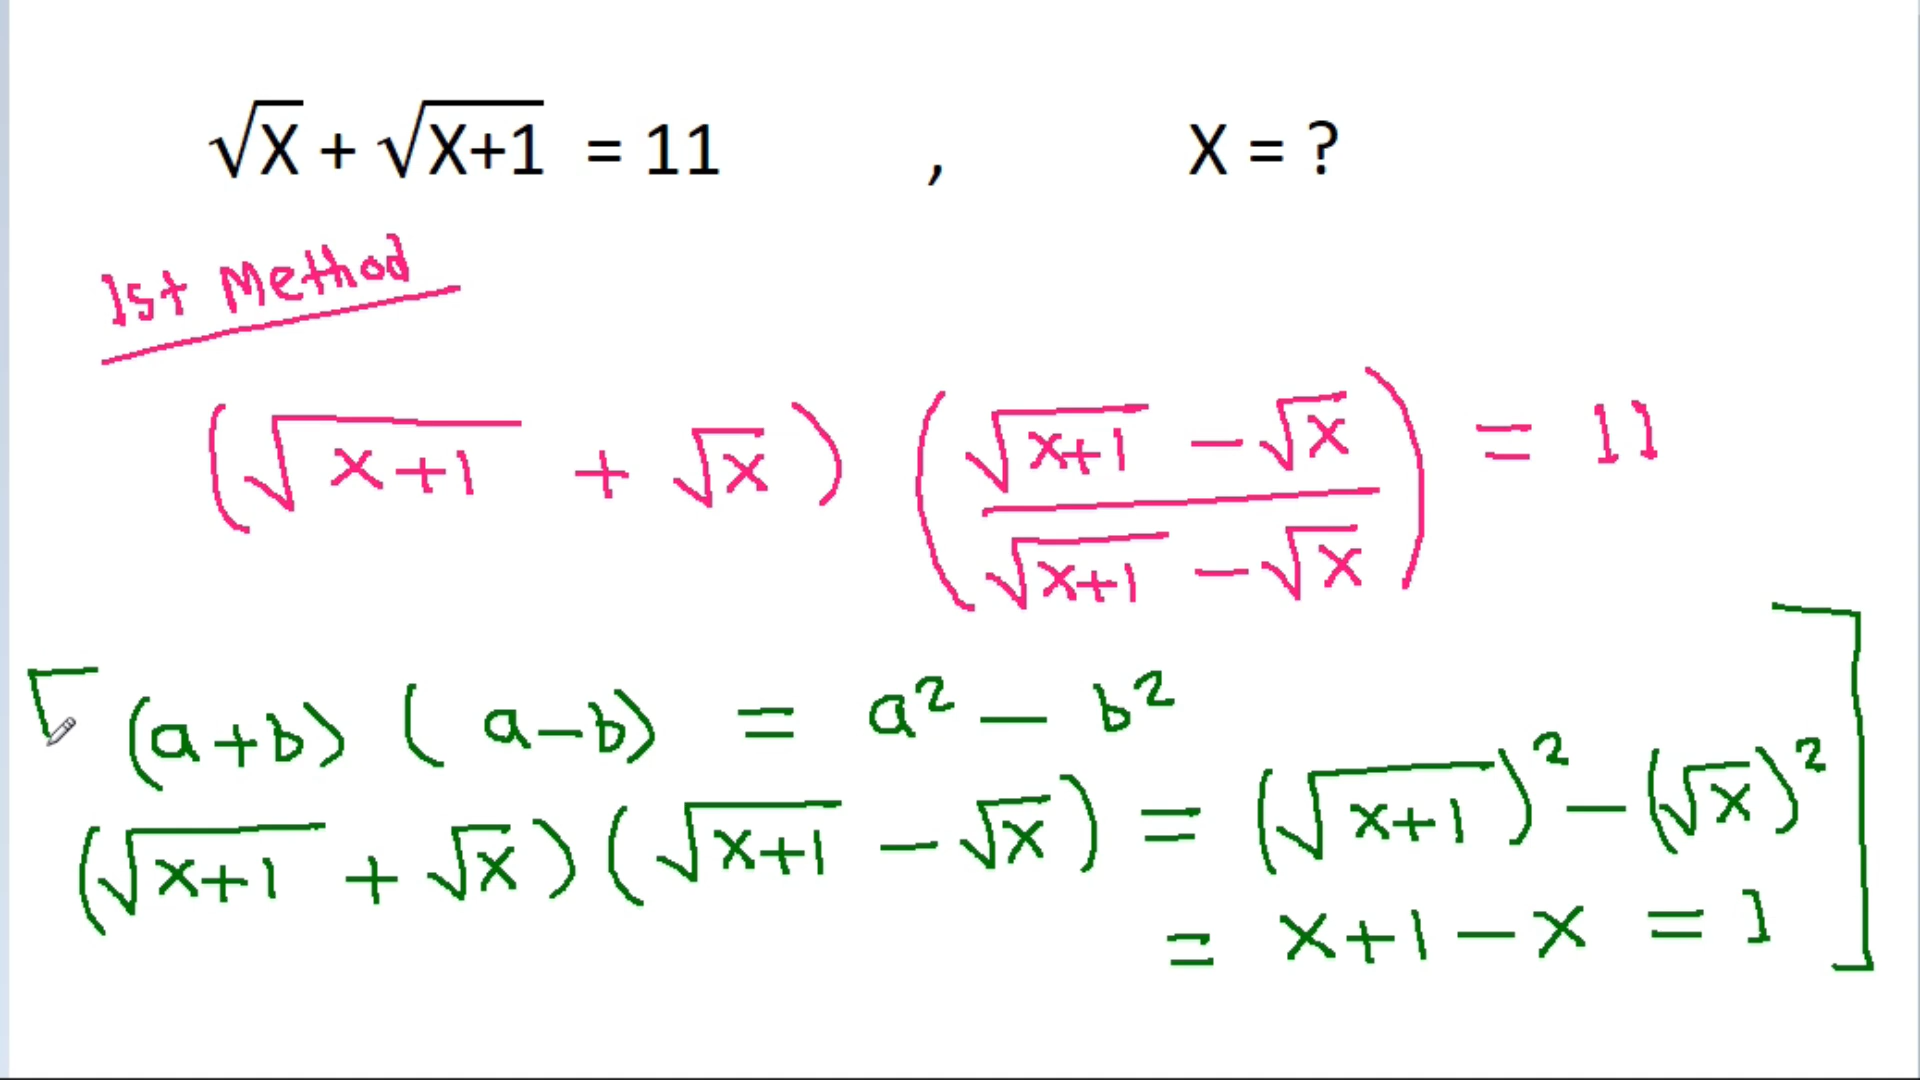 √X + √X+1 = 11 , X = ?
1st Method
(√x+1 + √x) (√x+1 - √x / √x+1 - √x) = 11
(a+b) (a-b) = a² - b²
(√x+1 + √x) (√x+1 - √x) = (√x+1)² - (√x)²
= x+1-x = 1